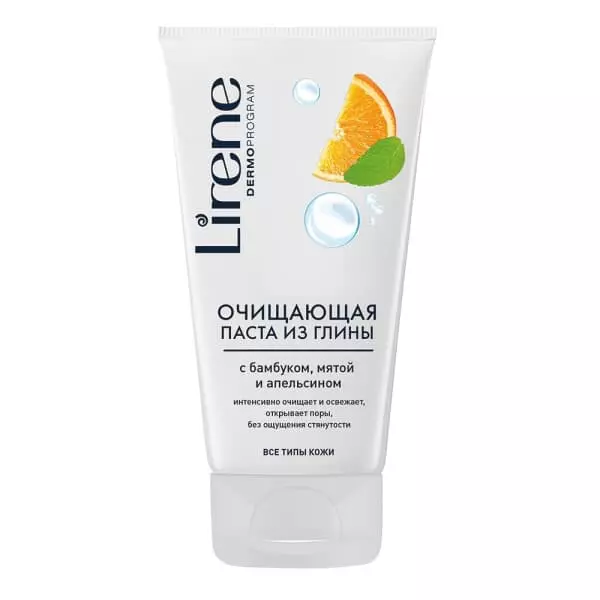 Lirene
DERMOPROGRAM
ОЧИЩАЮЩАЯ
ПАСТА ИЗ ГЛИНЫ
с бамбуком, мятой
и апельсином
интенсивно очищает и освежает,
открывает поры,
без ощущения стянутости
ВСЕ ТИПЫ КОЖИ